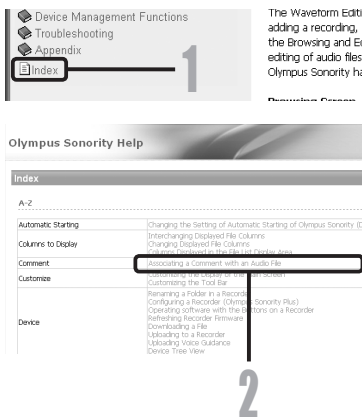 Device Management Functions
Troubleshooting
Appendix
Index
1
The Waveform Editi
adding a recording,
the Browsing and E
editing of audio files
Olympus Sonority ha
Olympus Sonority Help
Index
A-Z
Automatic Starting
Changing the Setting of Automatic Starting of Olympus Sonority (D
Columns to Display
Interchanging Displayed File Columns
Changing Displayed File Columns
Columns Displayed in the File List Display Area
Comment
Associating a Comment with an Audio File
Customize
Customizing the Display of the Main Screen
Customizing the Tool Bar
Device
Renaming a Folder in a Recorder
Configuring a Recorder (Olympus Sonority Plus)
Operating software with the Buttons on a Recorder
Refreshing Recorder Firmware
Downloading a File
Uploading to a Recorder
Uploading Voice Guidance
Device Tree View
2